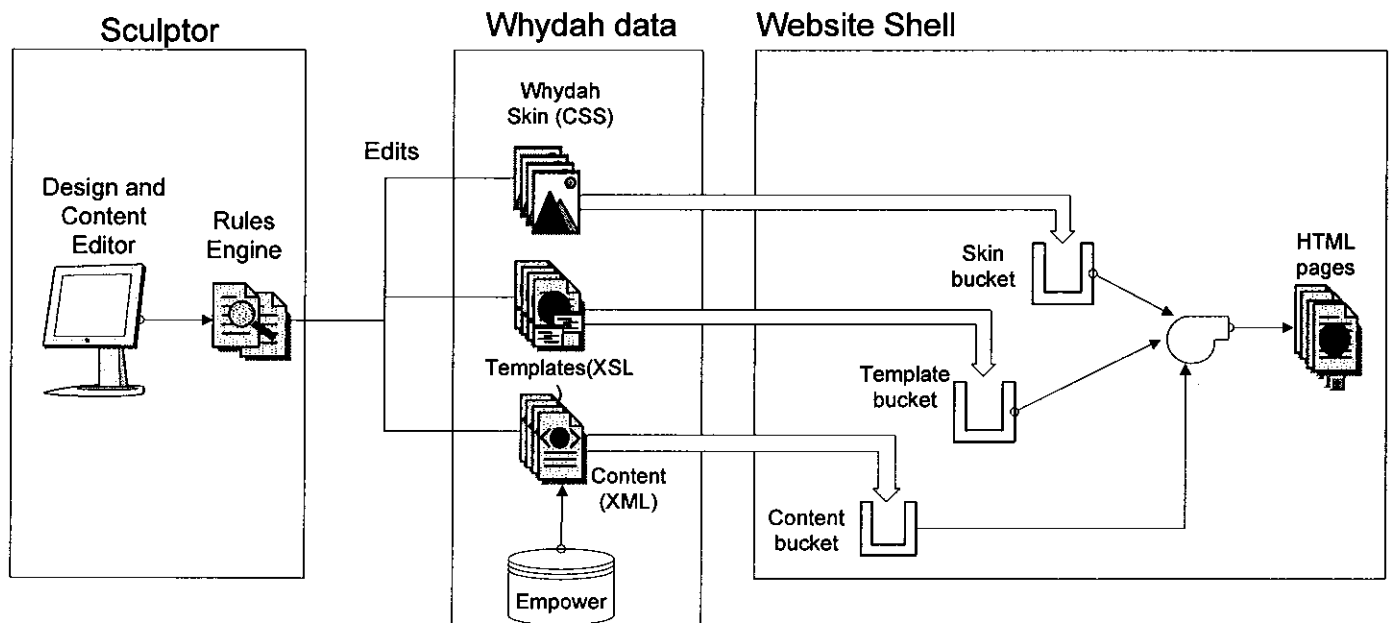 Sculptor
Whydah data
Website Shell
Whydah
Skin (CSS)
Edits
Design and
Content
Editor
Rules
Engine
Skin
bucket
HTML
pages
Templates(XSL
)
Template
bucket
Content
(XML)
Content
bucket
Empower